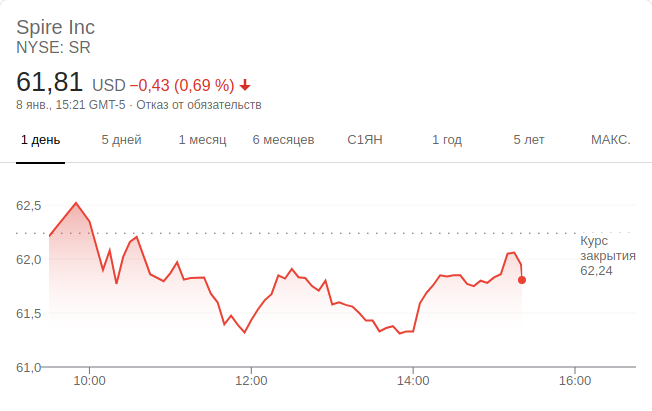 Spire Inc
NYSE: SR
61,81 USD −0,43 (0,69 %)
8 янв., 15:21 GMT-5 · Отказ от обязательств
1 день 5 дней 1 месяц 6 месяцев С1ЯН 1 год 5 лет МАКС.
62,5
62,0
61,5
61,0
Курс
закрытия
62,24
10:00 12:00 14:00 16:00